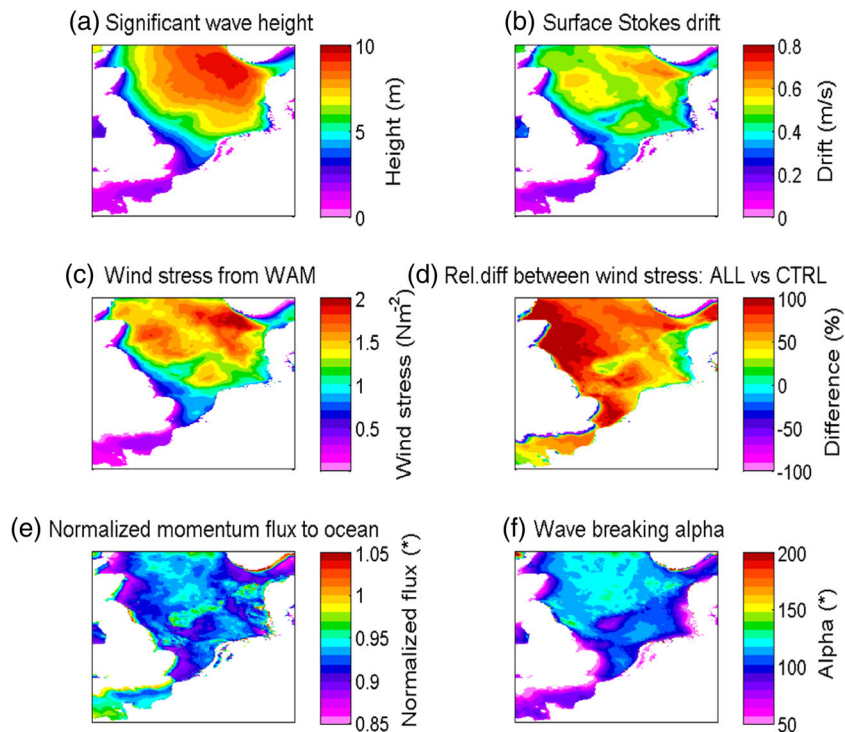 (a) Significant wave height
10
5
0
Height (m)
(b) Surface Stokes drift
0.8
0.6
0.4
0.2
0
Drift (m/s)
(c) Wind stress from WAM
2
1.5
1
0.5
Wind stress (Nm⁻²)
(d) Rel.diff between wind stress: ALL vs CTRL
100
50
0
-50
-100
Difference (%)
(e) Normalized momentum flux to ocean
1.05
1
0.95
0.9
0.85
Normalized flux (*)
(f) Wave breaking alpha
200
150
100
50
Alpha (*)